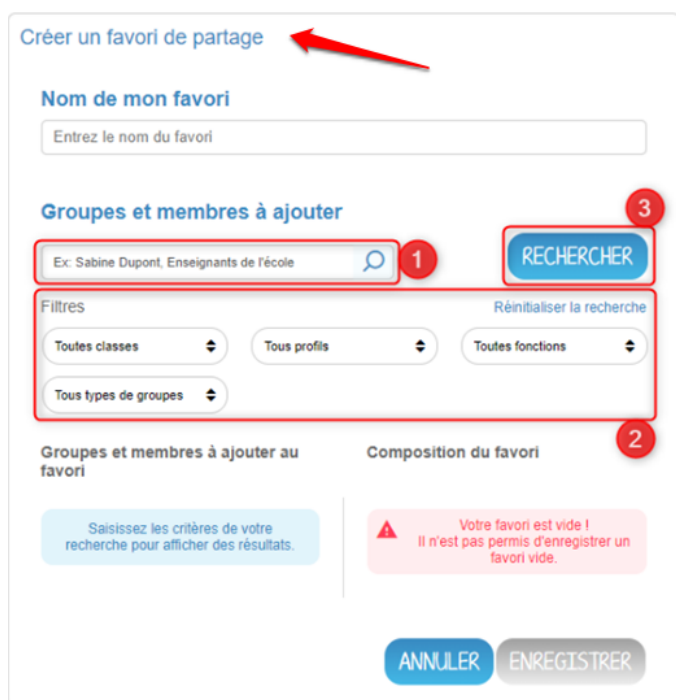 Créer un favori de partage
Nom de mon favori
Entrez le nom du favori
Groupes et membres à ajouter
3
Ex: Sabine Dupont, Enseignants de l'école
1
RECHERCHER
Filtres
Réinitialiser la recherche
Toutes classes
Tous profils
Toutes fonctions
Tous types de groupes
2
Groupes et membres à ajouter au
favori
Composition du favori
Saisissez les critères de votre
recherche pour afficher des résultats.
Votre favori est vide !
Il n'est pas permis d'enregistrer un
favori vide.
ANNULER
ENREGISTRER